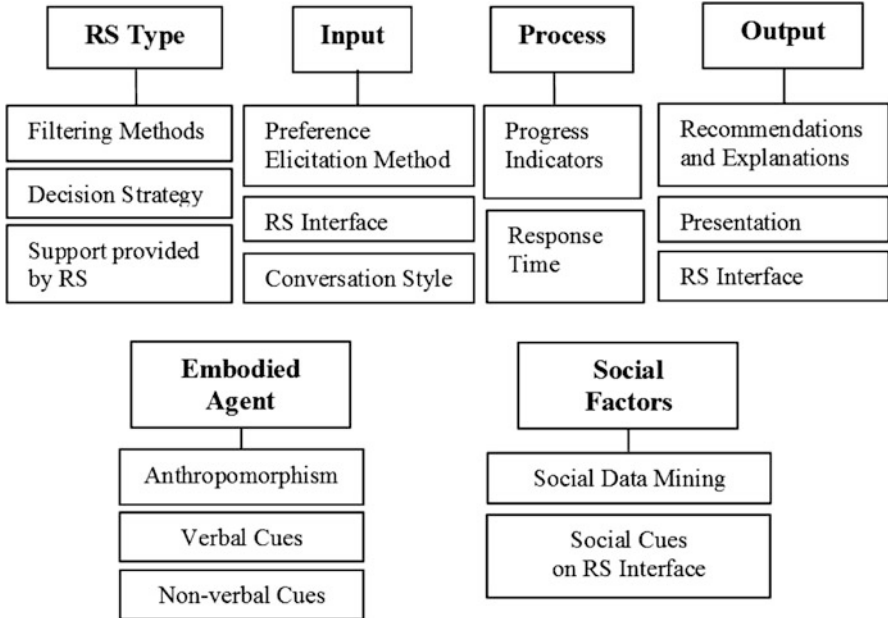 RS Type
Filtering Methods
Decision Strategy
Support provided
by RS
Input
Preference
Elicitation Method
RS Interface
Conversation Style
Process
Progress
Indicators
Response
Time
Output
Recommendations
and Explanations
Presentation
RS Interface
Embodied
Agent
Anthropomorphism
Verbal Cues
Non-verbal Cues
Social
Factors
Social Data Mining
Social Cues
on RS Interface